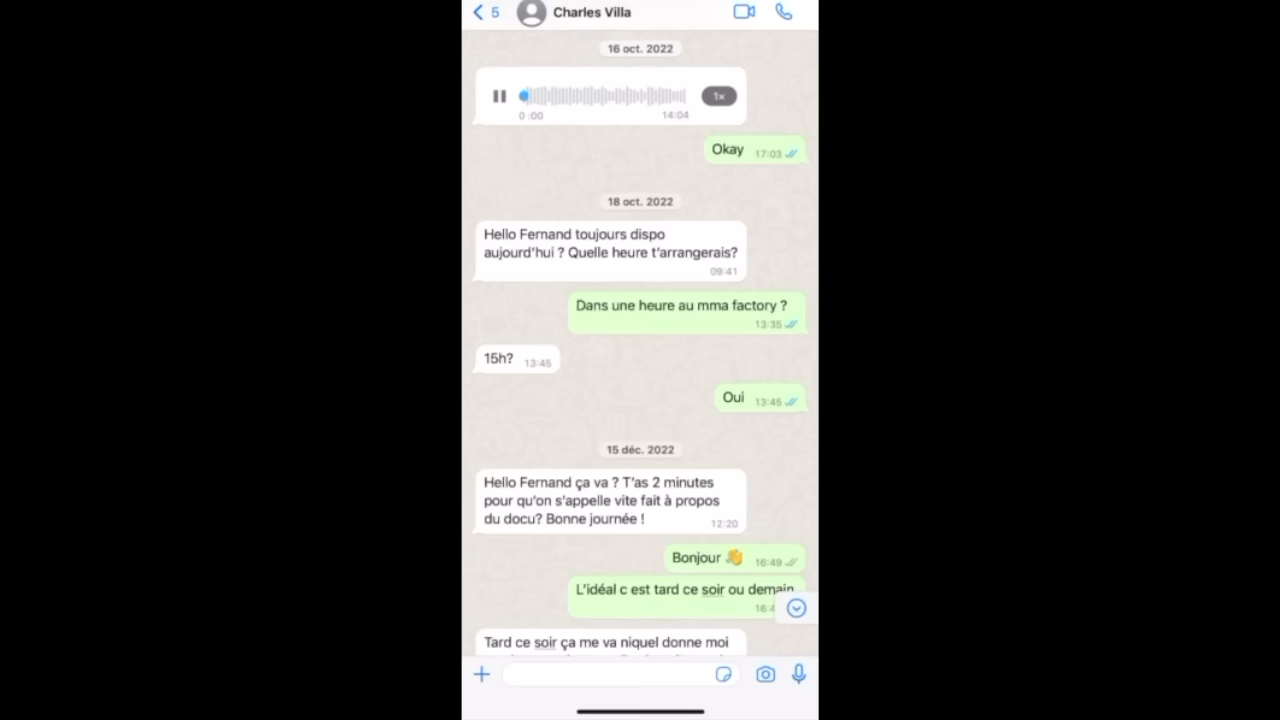 5
Charles Villa
16 oct. 2022
1×
0:00
14:04
Okay 17:03
18 oct. 2022
Hello Fernand toujours dispo
aujourd'hui ? Quelle heure t'arrangerais?
09:41
Dans une heure au mma factory ?
13:35
15h? 13:45
Oui 13:45
15 déc. 2022
Hello Fernand ça va ? T'as 2 minutes
pour qu'on s'appelle vite fait à propos
du docu? Bonne journée !
12:20
Bonjour 👋 16:49
L'idéal c est tard ce soir ou demain
Tard ce soir ça me va niquel donne moi